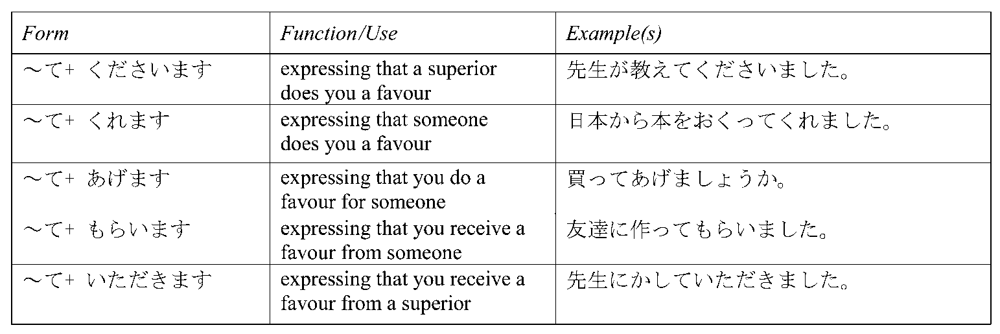 Form Function/Use Example(s)
～て+ くださいます expressing that a superior 先生が教えてくださいました。
does you a favour
～て+ くれます expressing that someone 日本から本をおくってくれました。
does you a favour
～て+ あげます expressing that you do a 買ってあげましょうか。
favour for someone
～て+ もらいます expressing that you receive a 友達に作ってもらいました。
favour from someone
～て+ いただきます expressing that you receive a 先生にかしていただきました。
favour from a superior